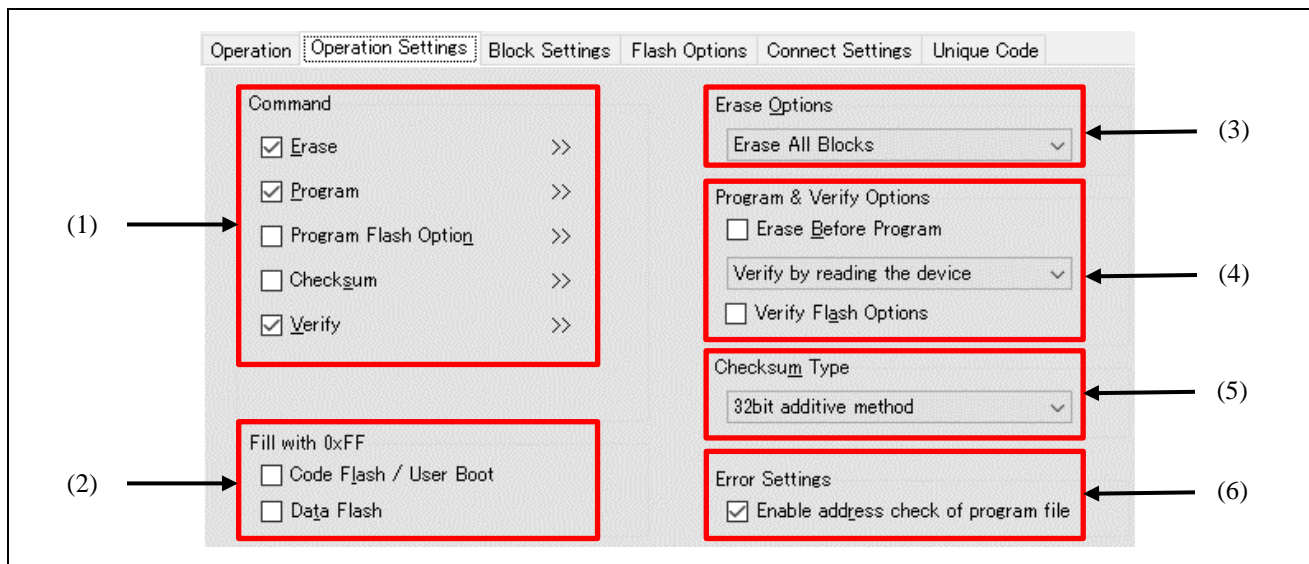 Operation Operation Settings Block Settings Flash Options Connect Settings Unique Code
Command
Erase >>
Program >>
Program Flash Option >>
Checksum >>
Verify >>
(1)
Fill with 0xFF
Code Flash / User Boot
Data Flash
(2)
Erase Options
Erase All Blocks
(3)
Program & Verify Options
Erase Before Program
Verify by reading the device
Verify Flash Options
(4)
Checksum Type
32bit additive method
(5)
Error Settings
Enable address check of program file
(6)